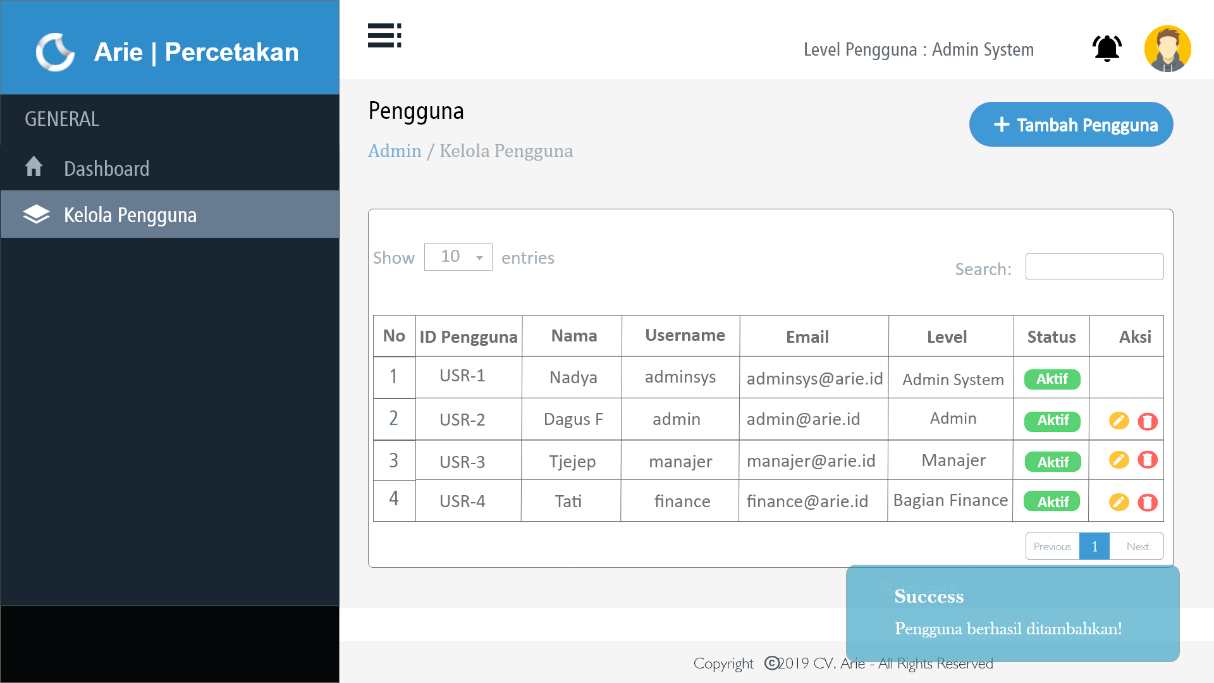 Arie | Percetakan
Level Pengguna : Admin System
GENERAL
Dashboard
Kelola Pengguna
Pengguna
Admin / Kelola Pengguna
+ Tambah Pengguna
Show 10 entries
Search:
No ID Pengguna Nama Username Email Level Status Aksi
1 USR-1 Nadya adminsys adminsys@arie.id Admin System Aktif
2 USR-2 Dagus F admin admin@arie.id Admin Aktif
3 USR-3 Tjejep manajer manajer@arie.id Manajer Aktif
4 USR-4 Tati finance finance@arie.id Bagian Finance Aktif
Previous 1 Next
Success
Pengguna berhasil ditambahkan!
Copyright ©2019 CV. Arie - All Rights Reserved